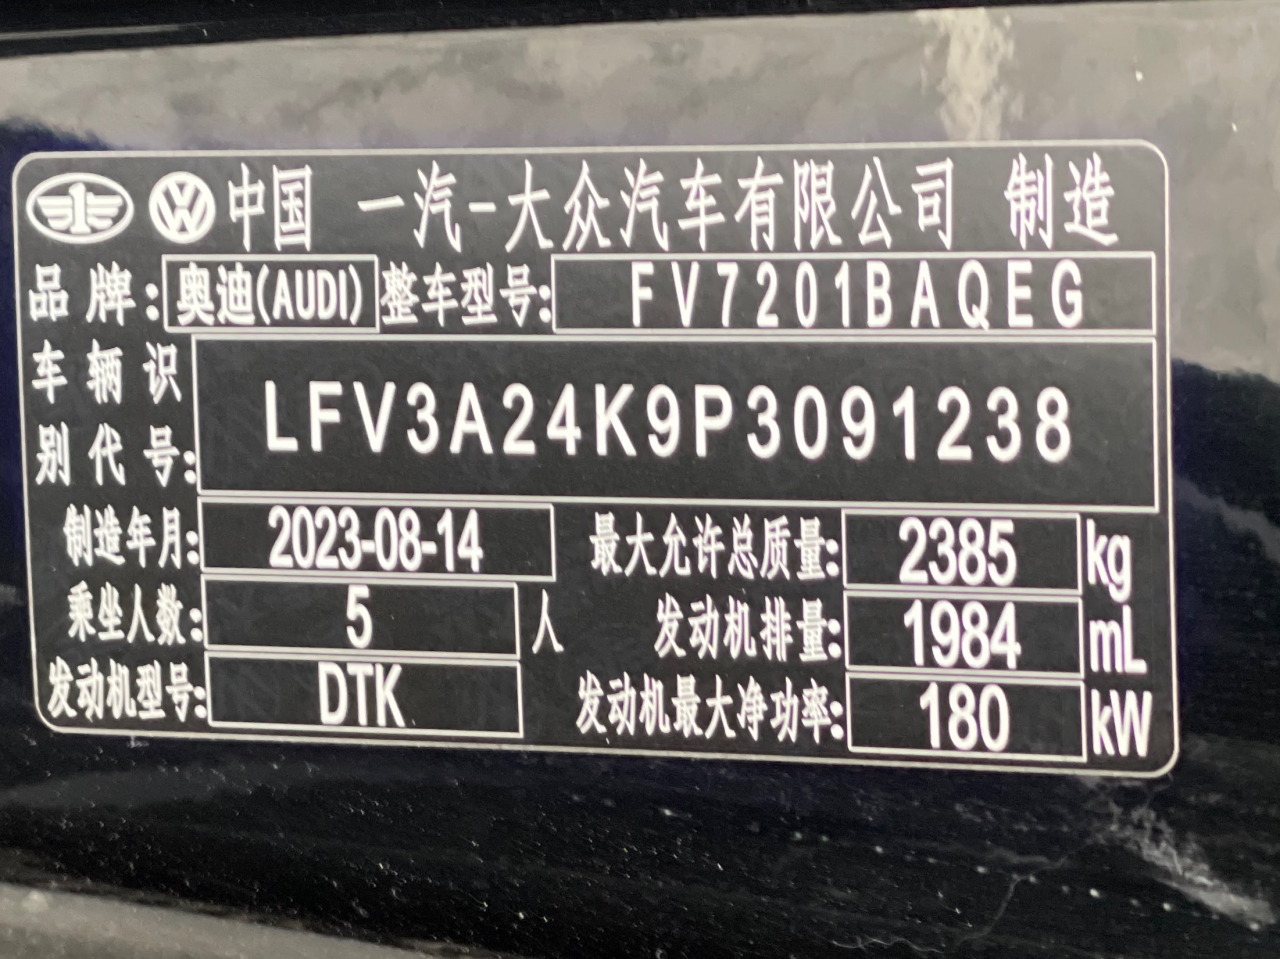 中国 一汽-大众汽车有限公司 制造
品牌: 奥迪(AUDI) 整车型号: FV7201BAQEG
车辆识别代号: LFV3A24K9P3091238
制造年月: 2023-08-14 最大允许总质量: 2385 kg
乘坐人数: 5 人 发动机排量: 1984 mL
发动机型号: DTK 发动机最大净功率: 180 kW